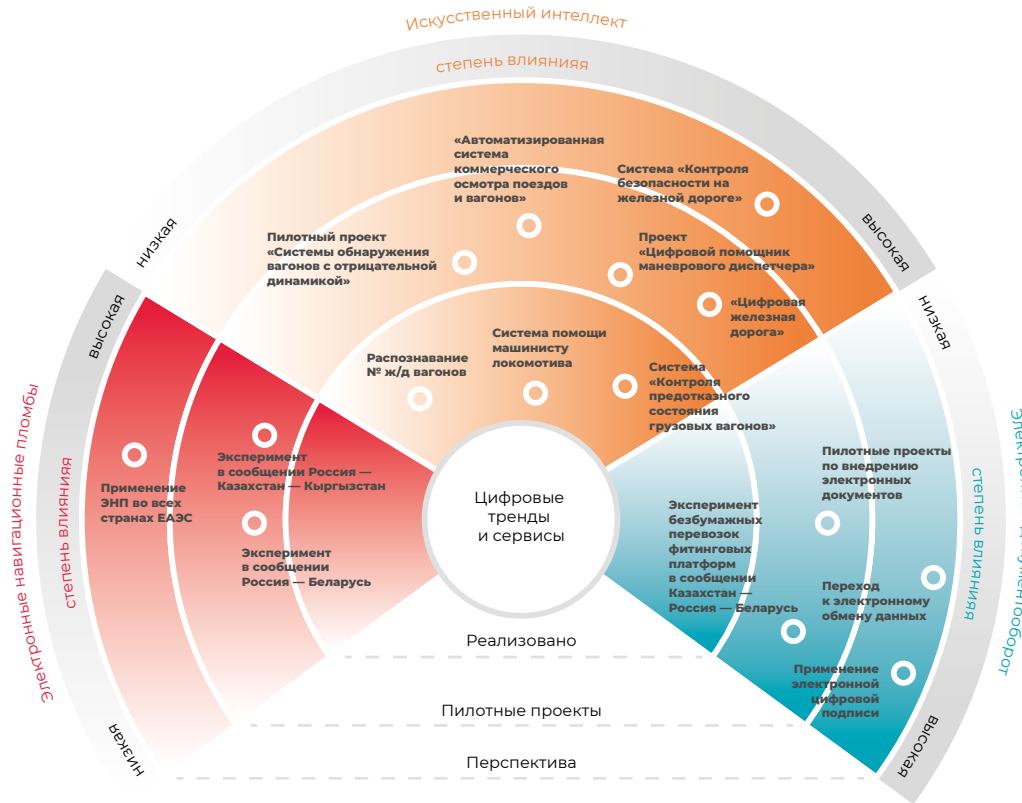 Искусственный интеллект
степень влиянияя
низкая
высокая
«Автоматизированная
система
коммерческого
осмотра поездов
и вагонов»
Система «Контроля
безопасности на
железной дороге»
Пилотный проект
«Системы обнаружения
вагонов с отрицательной
динамикой»
Проект
«Цифровой помощник
маневрового диспетчера»
«Цифровая
железная
дорога»
Распознавание
№ ж/д вагонов
Система помощи
машинисту
локомотива
Система
«Контроля
предотказного
состояния
грузовых вагонов»
Электронные навигационные пломбы
степень влиянияя
высокая
низкая
Применение
ЭНП во всех
странах ЕАЭС
Эксперимент
в сообщении Россия —
Казахстан — Кыргызстан
Эксперимент
в сообщении
Россия — Беларусь
Цифровые
тренды
и сервисы
степень влиянияя
низкая
высокая
Пилотные проекты
по внедрению
электронных
документов
Эксперимент
безбумажных
перевозок
фитинговых
платформ
в сообщении
Казахстан —
Россия — Беларусь
Переход
к электронному
обмену данных
Применение
электронной
цифровой
подписи
Реализовано
Пилотные проекты
Перспектива